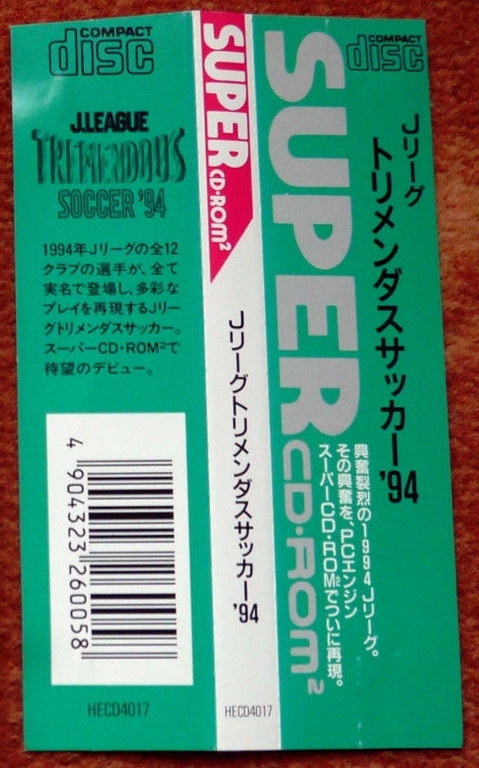 COMPACT
disc
J.LEAGUE
TREMENDOUS
SOCCER '94
1994年Jリーグの全12
クラブの選手が、全て
実名で登場し、多彩な
プレイを再現するJリー
グトリメンダスサッカー。
スーパーCD・ROM²で
待望のデビュー。
4 904323 260058
HECD4017
SUPER CD・ROM²
Jリーグトリメンダスサッカー'94
HECD4017
COMPACT
disc
SUPER CD・ROM²
Jリーグ
トリメンダスサッカー'94
興奮裂烈の1994Jリーグ。
その興奮を、PCエンジン
スーパーCD・ROM²でついに再現。